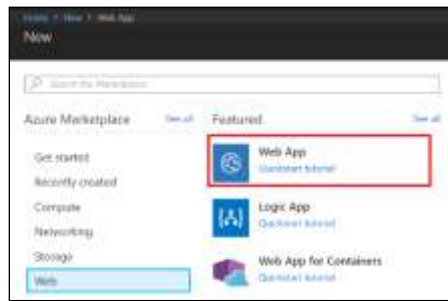 Home > New > Web App
New
Search the Marketplace
Azure Marketplace See all
Featured See all
Get started
Recently created
Compute
Networking
Storage
Web
Web App
Quickstart tutorial
Logic App
Quickstart tutorial
Web App for Containers
Quickstart tutorial